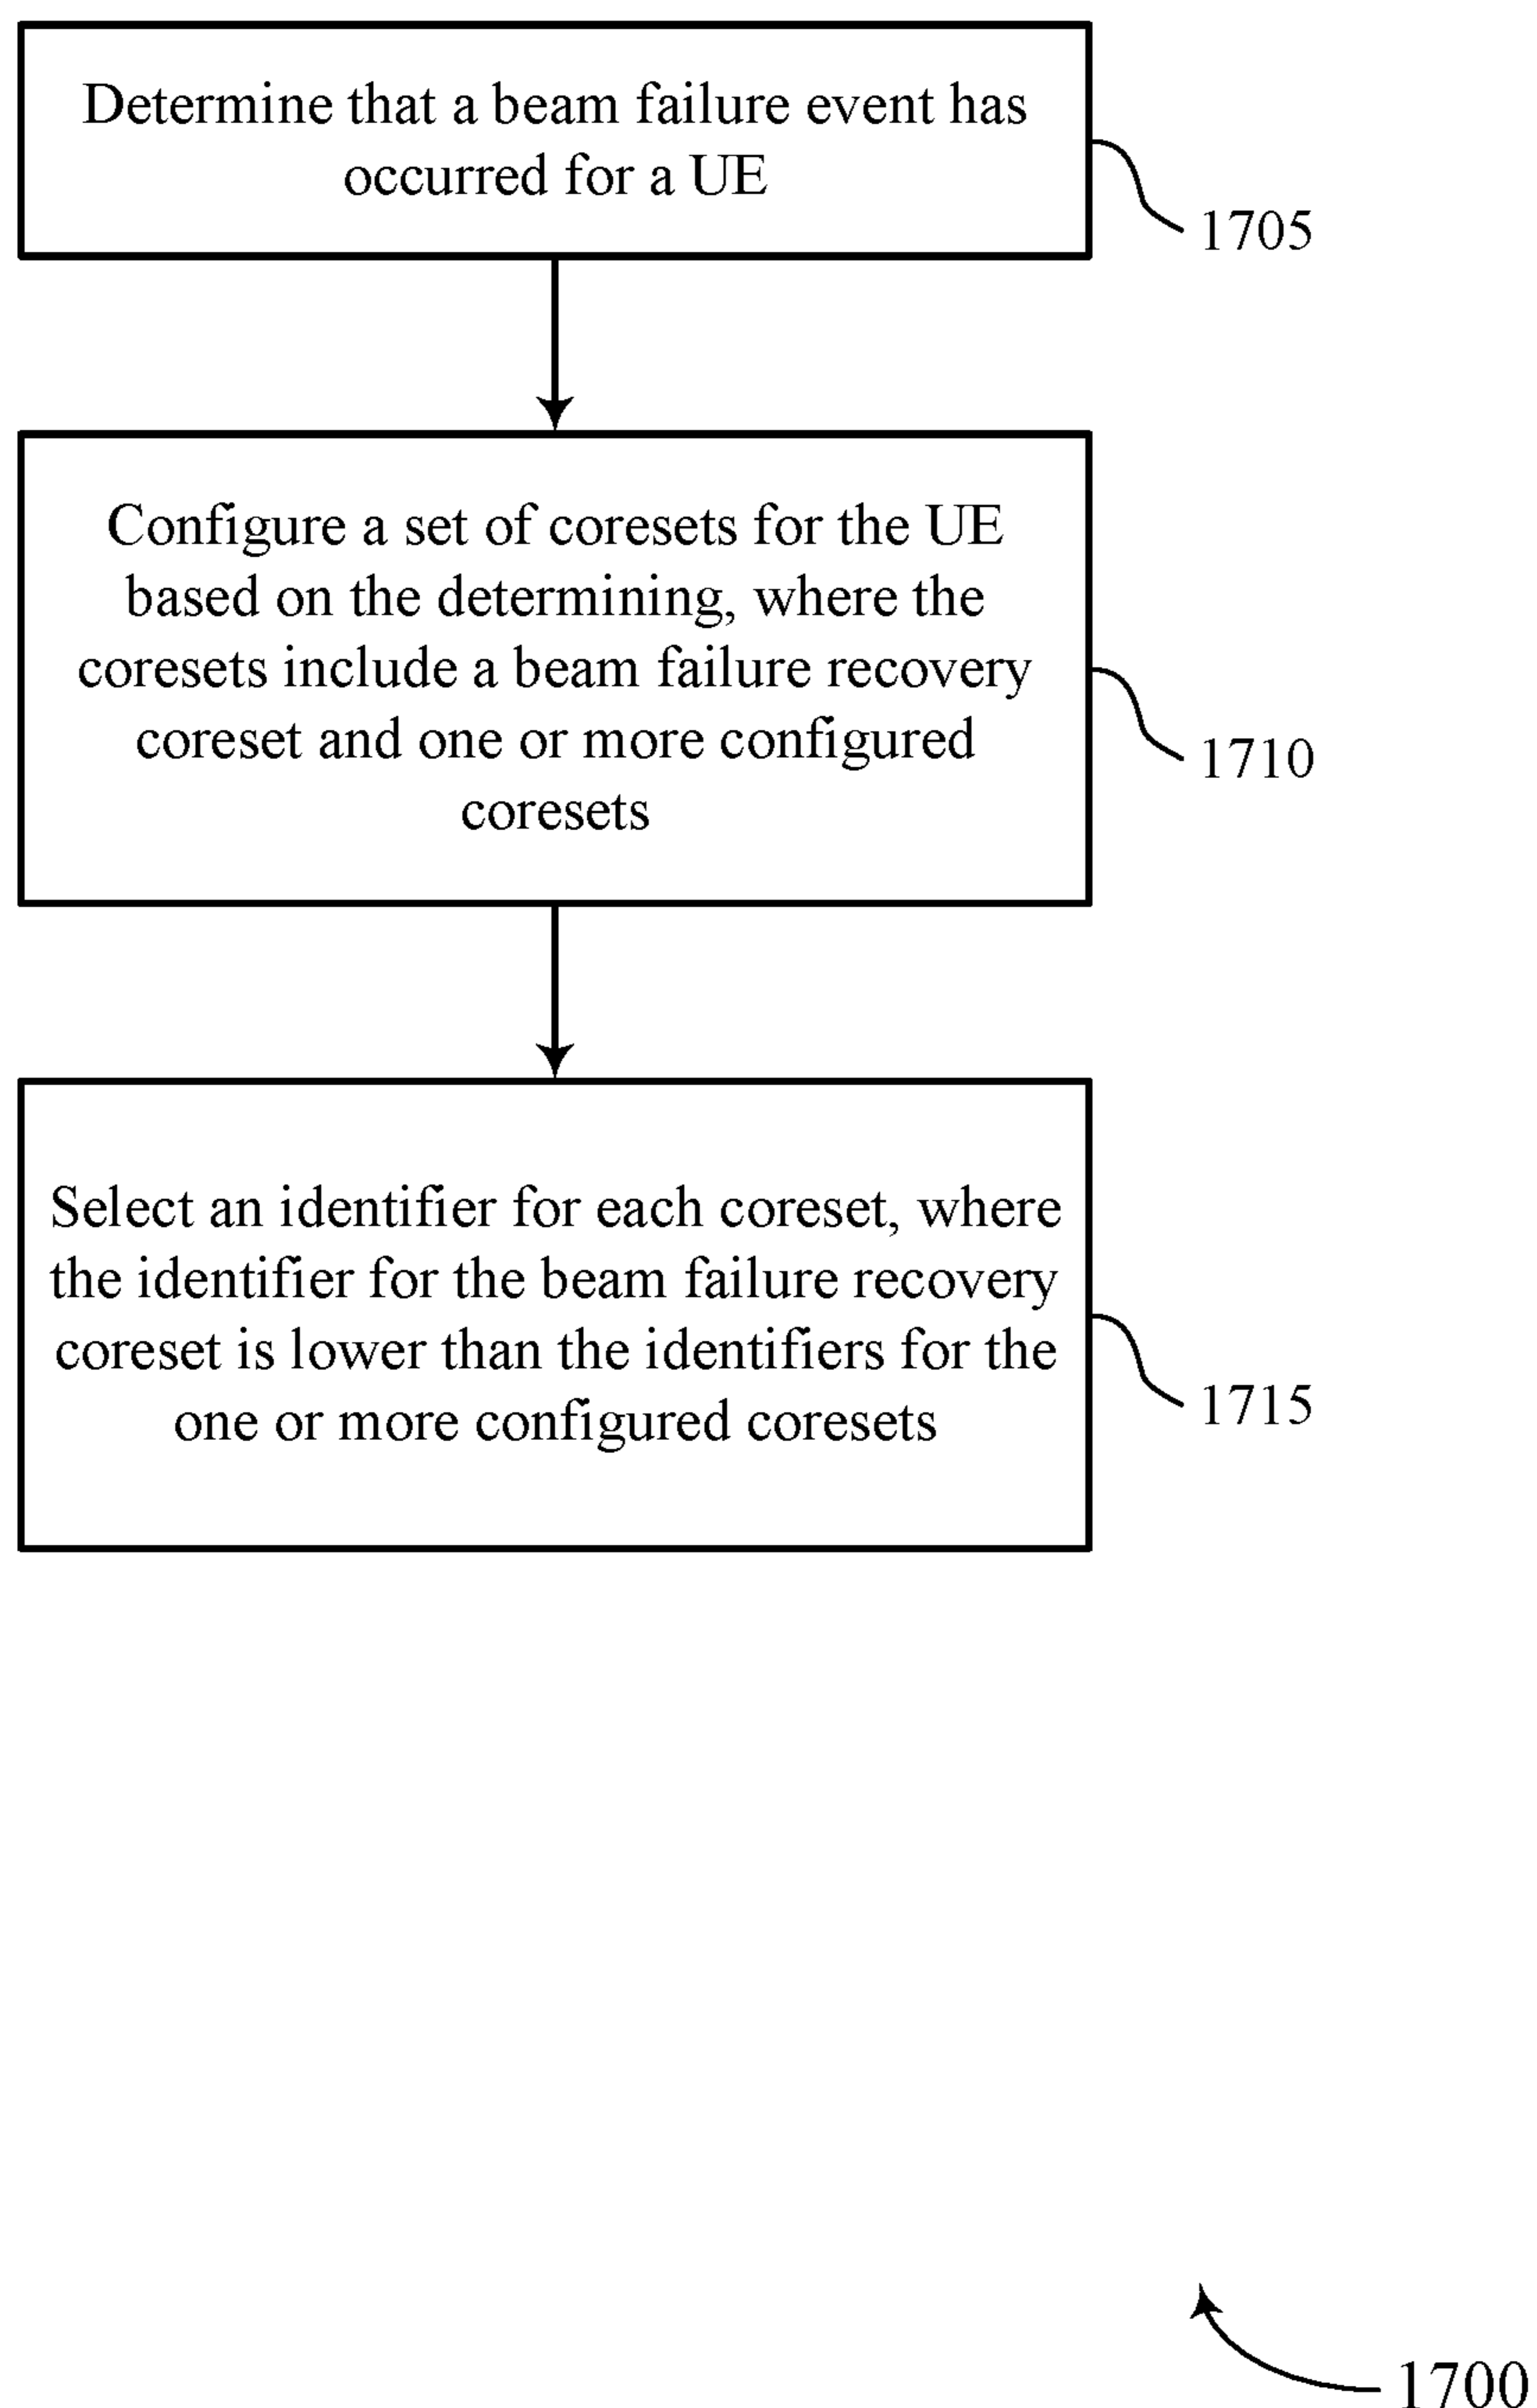 Determine that a beam failure event has
occurred for a UE
1705
Configure a set of coresets for the UE
based on the determining, where the
coresets include a beam failure recovery
coreset and one or more configured
coresets
1710
Select an identifier for each coreset, where
the identifier for the beam failure recovery
coreset is lower than the identifiers for the
one or more configured coresets
1715
1700